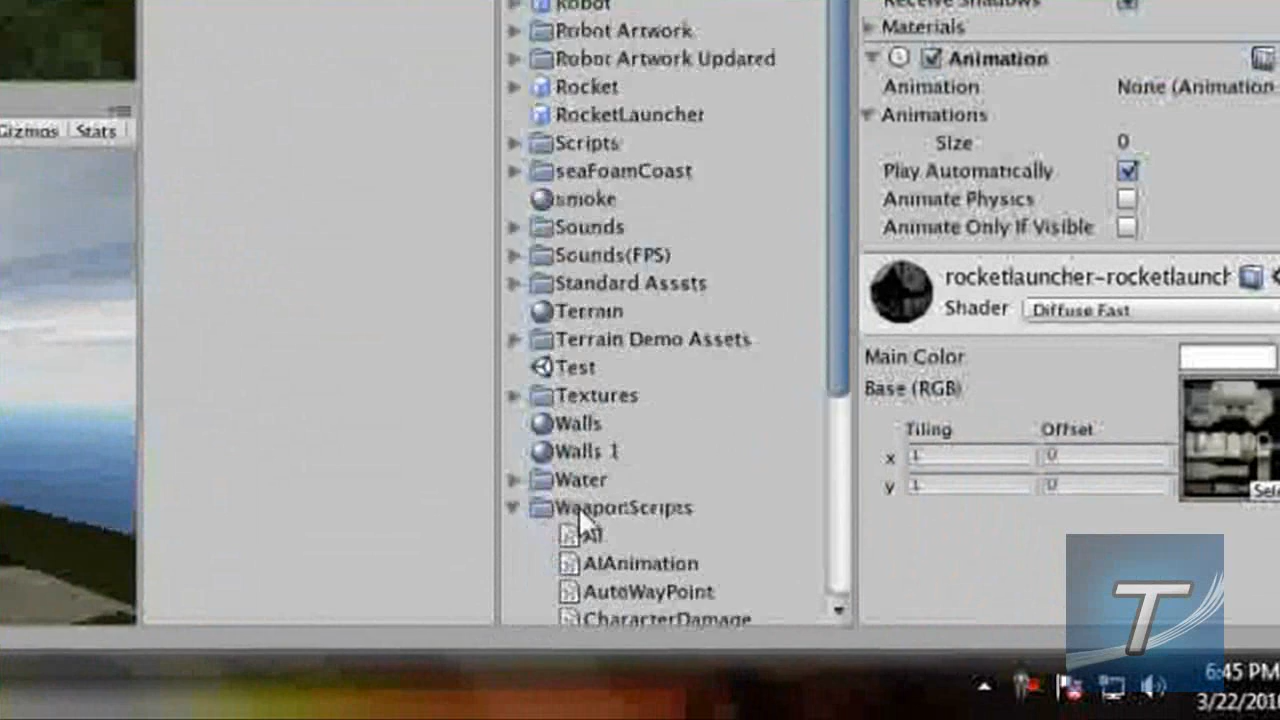 Gizmos Stats
Robot
Robot Artwork
Robot Artwork Updated
Rocket
RocketLauncher
Scripts
seaFoamCoast
smoke
Sounds
Sounds(FPS)
Standard Assets
Terrain
Terrain Demo Assets
Test
Textures
Walls
Walls 1
Water
WeaponScripts
AI
AIAnimation
AutoWayPoint
CharacterDamage
Receive Shadows
Materials
Animation
Animation None (Animation
Animations
Size 0
Play Automatically
Animate Physics
Animate Only If Visible
rocketlauncher-rocketlaunch
Shader Diffuse Fast
Main Color
Base (RGB)
Tiling Offset
x 1 0
y 1 0
Sele
T
6:45 PM
3/22/201